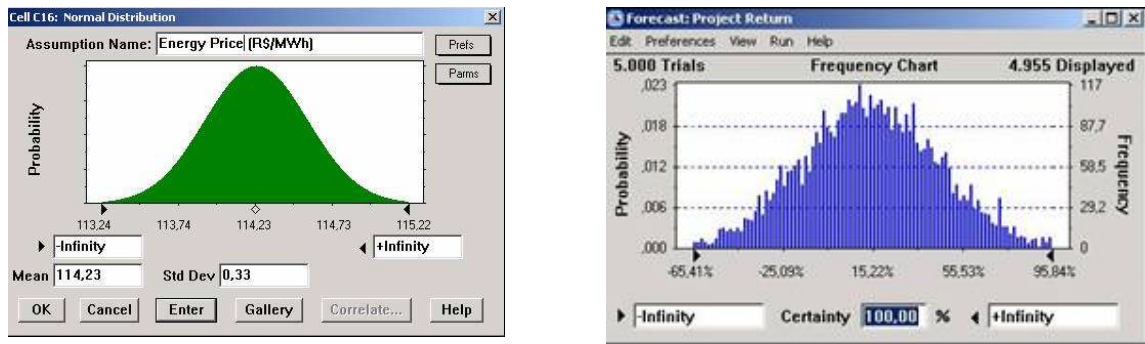 Cell C16: Normal Distribution
Assumption Name: Energy Price (R$/MWh)
Prefs
Parms
Probability
113,24 113,74 114,23 114,73 115,22
-Infinity +Infinity
Mean 114,23 Std Dev 0,33
OK Cancel Enter Gallery Correlate... Help
Forecast: Project Return
Edit Preferences View Run Help
5.000 Trials Frequency Chart 4.955 Displayed
,023 117
,018 87,7
,012 58,5
,006 29,2
,000 0
Probability
Frequency
-65,41% -25,09% 15,22% 55,53% 95,84%
-Infinity Certainty 100,00 % +Infinity